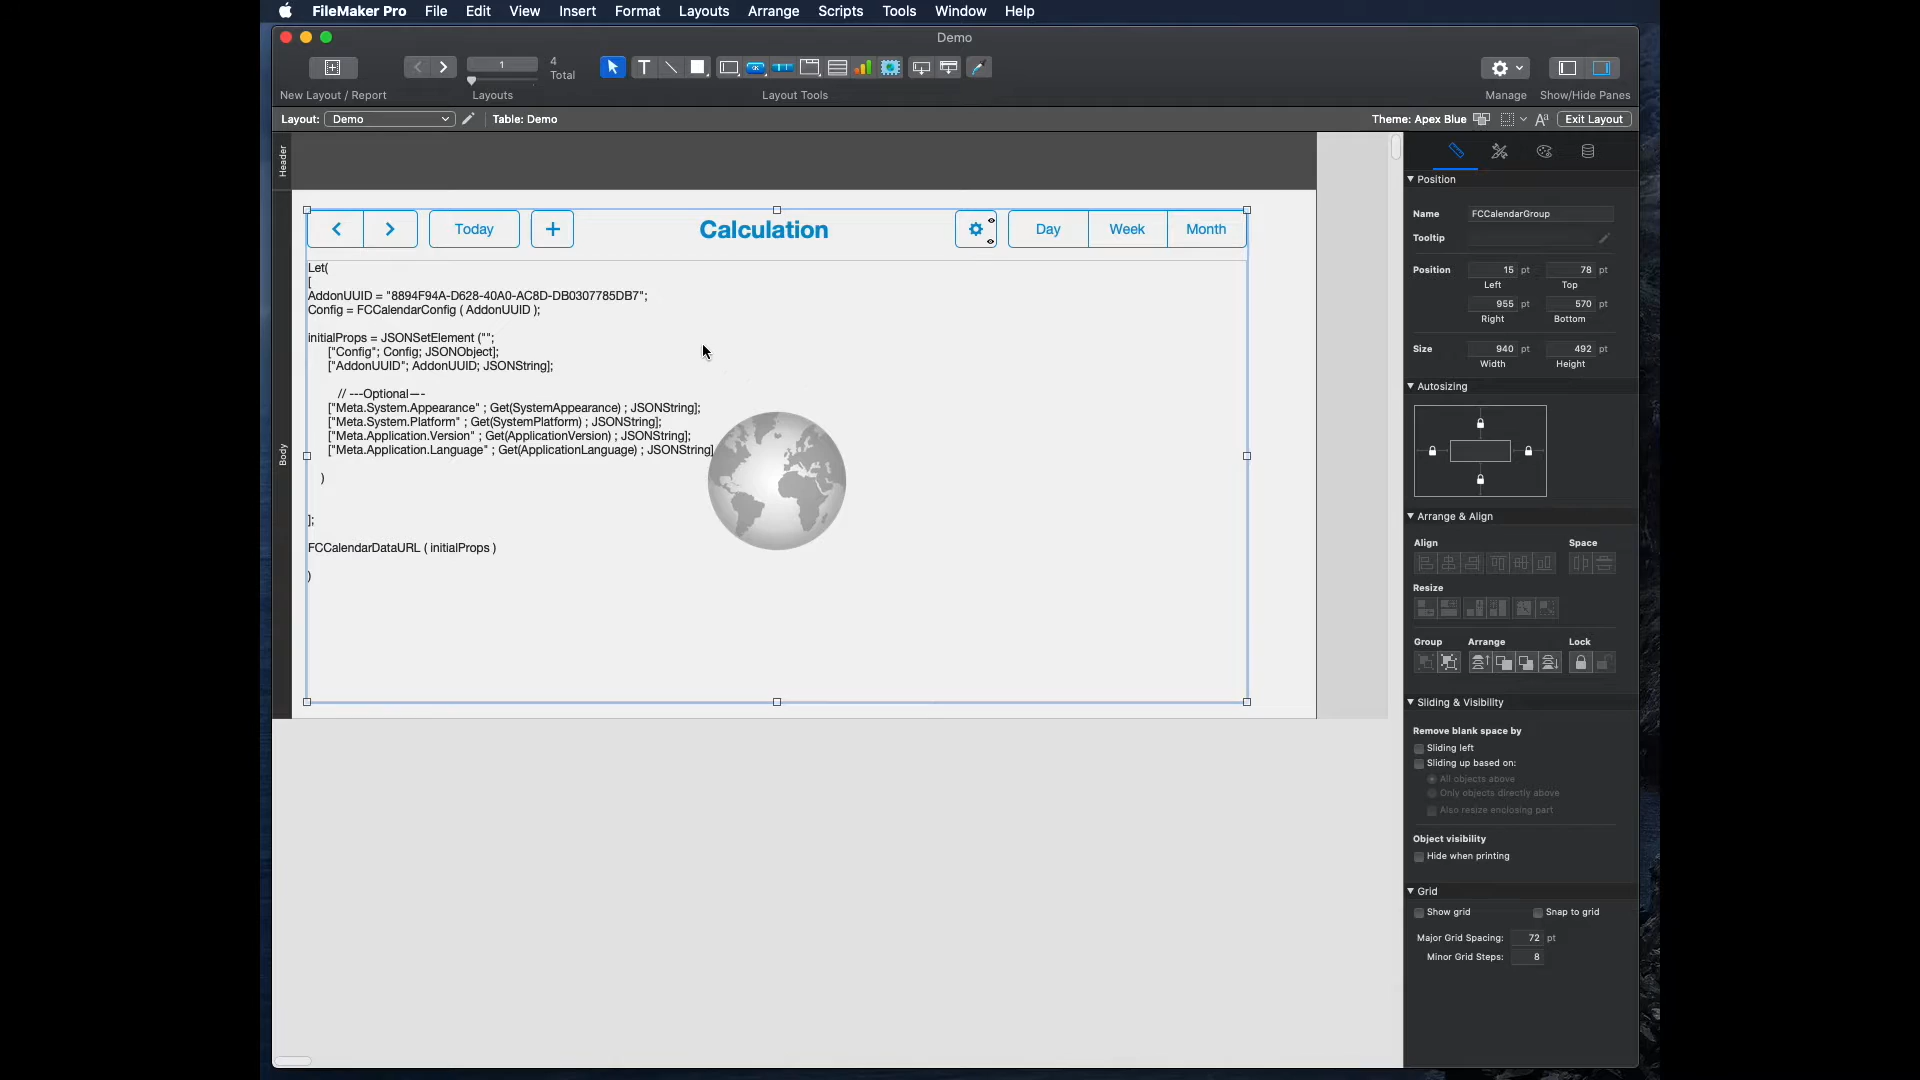 FileMaker Pro File Edit View Insert Format Layouts Arrange Scripts Tools Window Help
Demo
1
4
Total
New Layout / Report
Layouts
Layout Tools
Manage
Show/Hide Panes
Layout: Demo
Table: Demo
Theme: Apex Blue
Aa
Exit Layout
Header
Body
Today
Calculation
Day
Week
Month
Let(
[
AddonUUID = "8894F94A-D628-40A0-AC8D-DB0307785DB7";
Config = FCCalendarConfig ( AddonUUID );
initialProps = JSONSetElement ("";
["Config"; Config; JSONObject];
["AddonUUID"; AddonUUID; JSONString];
// ---Optional—-
["Meta.System.Appearance" ; Get(SystemAppearance) ; JSONString];
["Meta.System.Platform" ; Get(SystemPlatform) ; JSONString];
["Meta.Application.Version" ; Get(ApplicationVersion) ; JSONString];
["Meta.Application.Language" ; Get(ApplicationLanguage) ; JSONString]
)
];
FCCalendarDataURL ( initialProps )
)
Position
Name FCCalendarGroup
Tooltip
Position 15 pt 78 pt
Left Top
955 pt 570 pt
Right Bottom
Size 940 pt 492 pt
Width Height
Autosizing
Arrange & Align
Align Space
Resize
Group Arrange Lock
Sliding & Visibility
Remove blank space by
Sliding left
Sliding up based on:
All objects above
Only objects directly above
Also resize enclosing part
Object visibility
Hide when printing
Grid
Show grid Snap to grid
Major Grid Spacing: 72 pt
Minor Grid Steps: 8